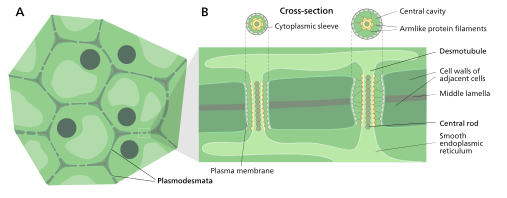 A
B
Cross-section
Cytoplasmic sleeve
Central cavity
Armlike protein filaments
Desmotubule
Cell walls of
adjacent cells
Middle lamella
Central rod
Smooth
endoplasmic
reticulum
Plasma membrane
Plasmodesmata